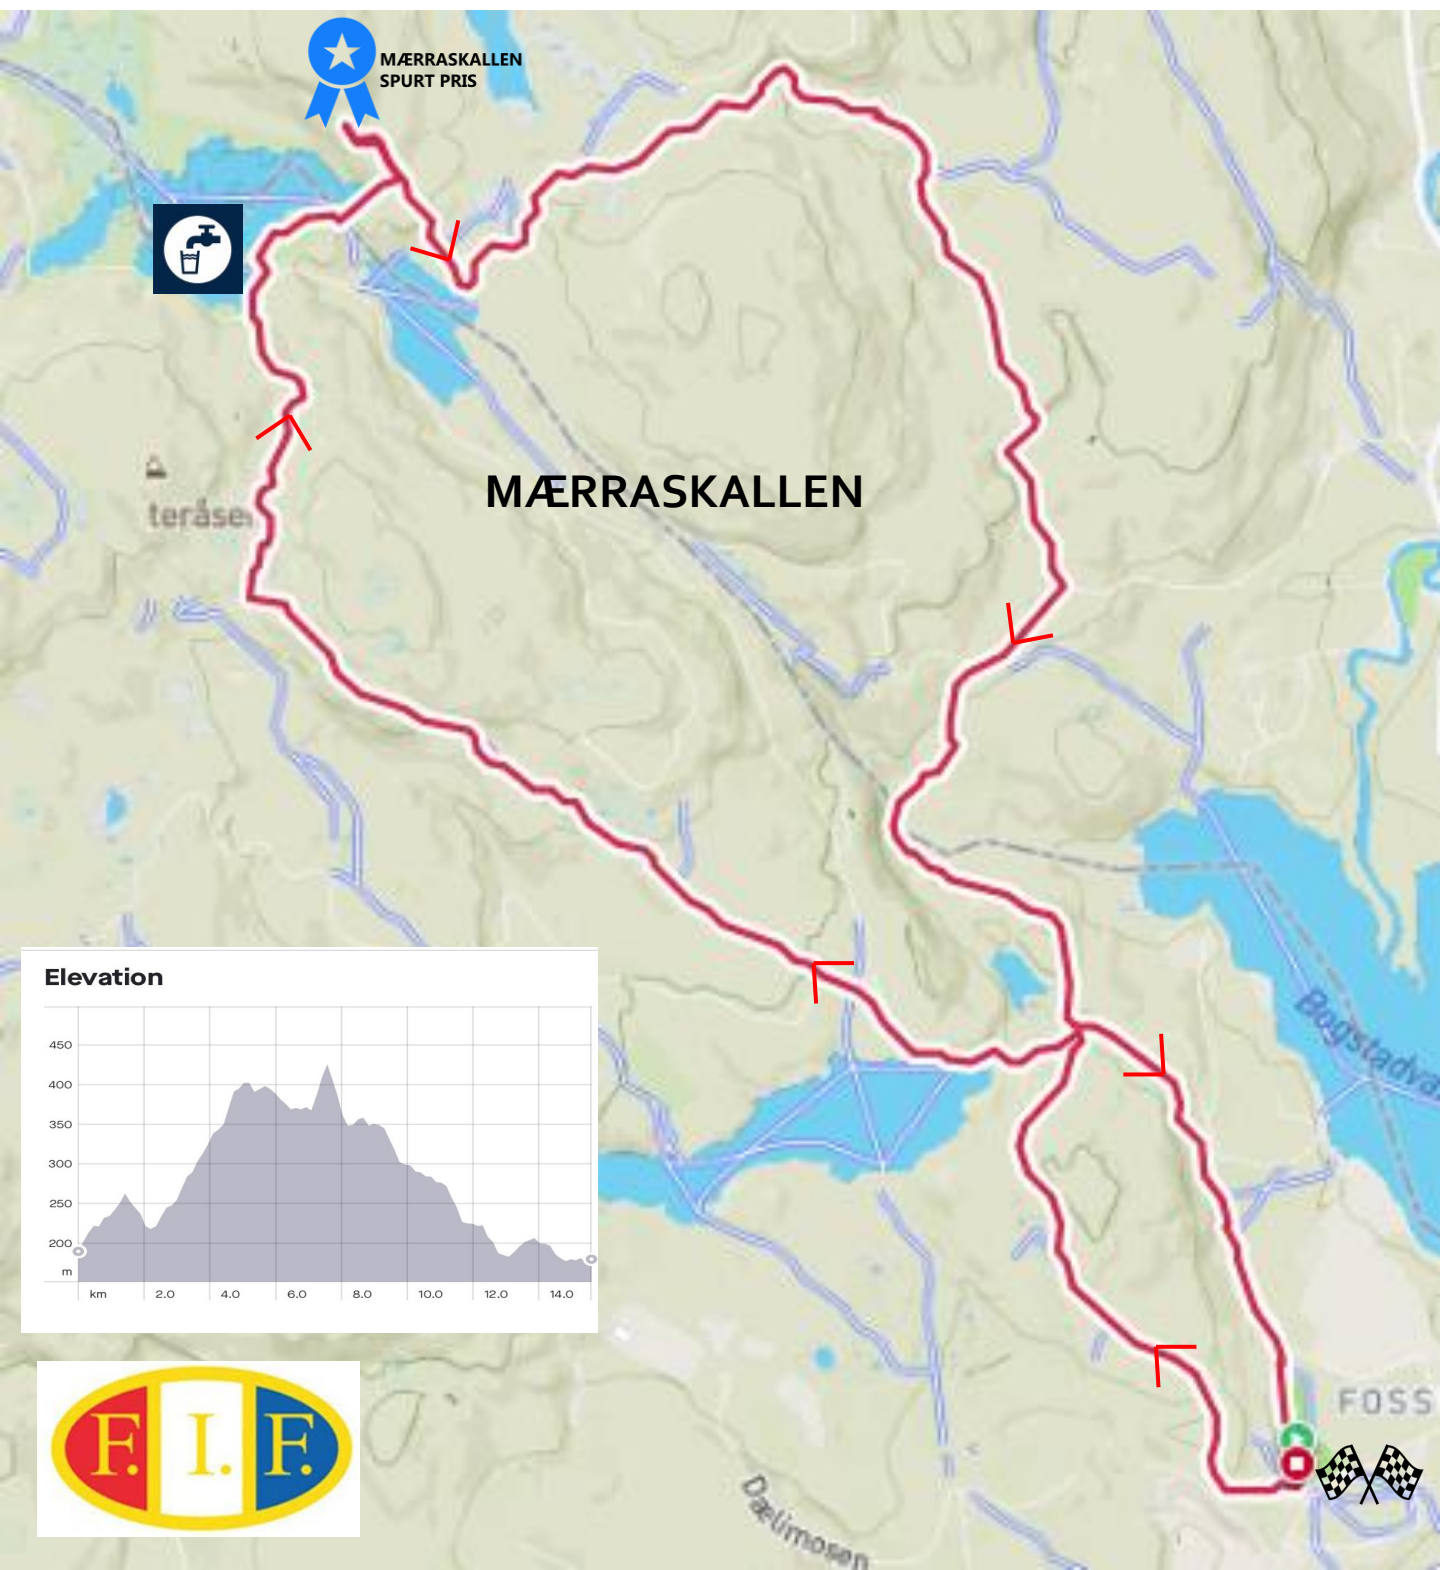 MÆRRASKALLEN
SPURT PRIS
MÆRRASKALLEN
teråsen
Bogstadva
Elevation
450
400
350
300
250
200
m
km
2.0
4.0
6.0
8.0
10.0
12.0
14.0
F. I. F.
FOSS
Dælimosen